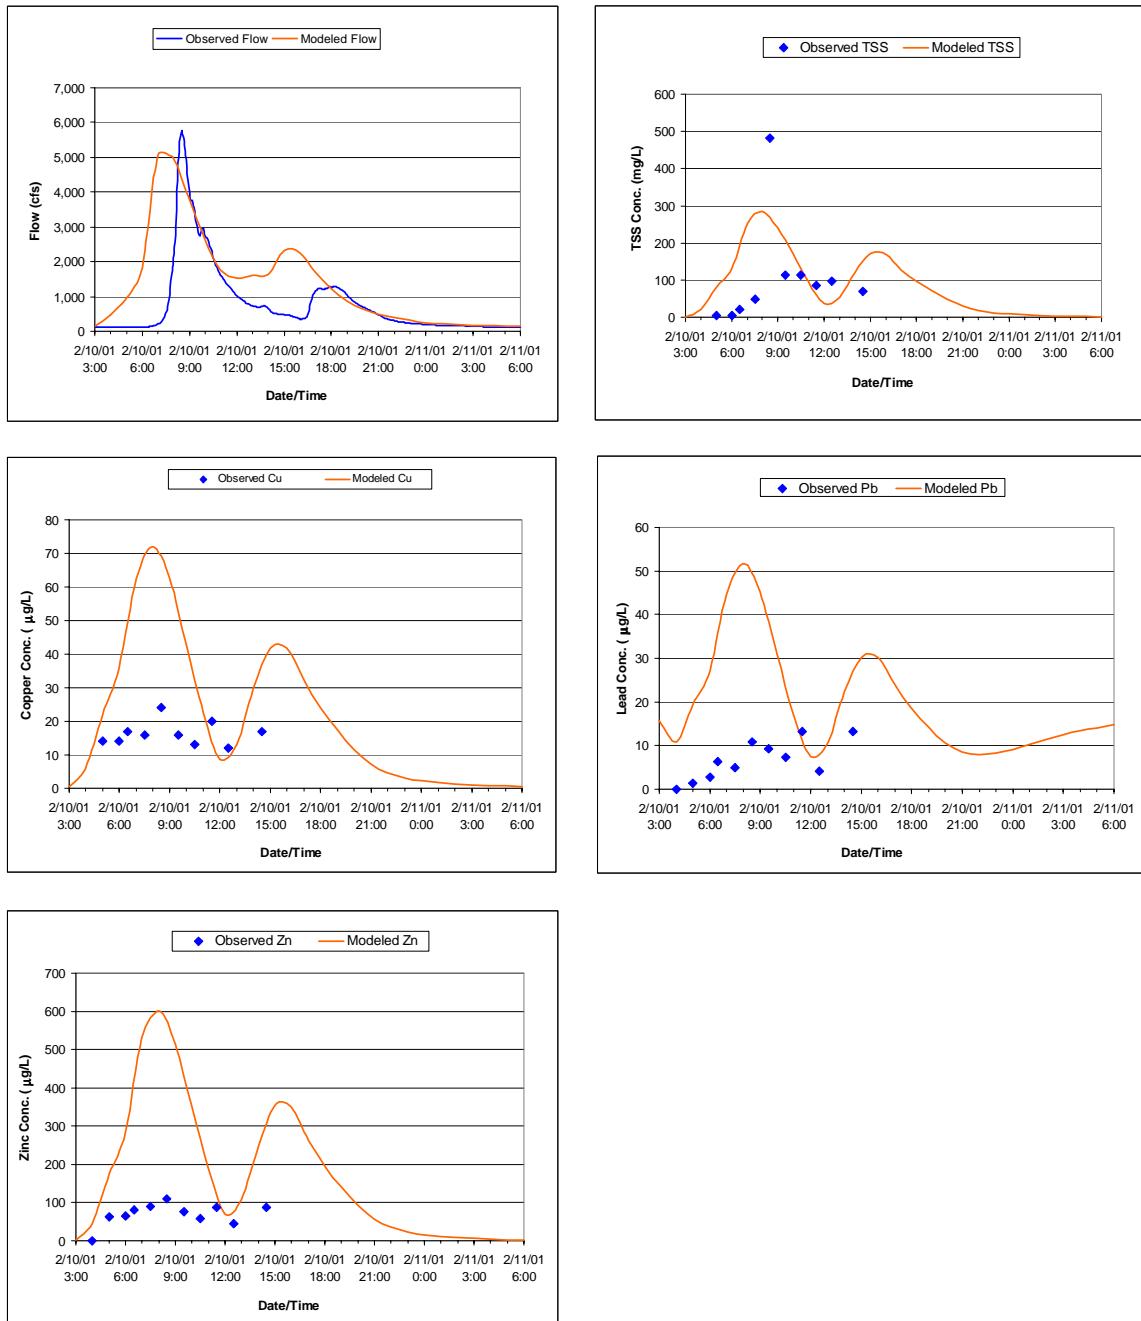 Observed Flow Modeled Flow
7,000
6,000
5,000
4,000
3,000
2,000
1,000
0
Flow (cfs)
2/10/01 2/10/01 2/10/01 2/10/01 2/10/01 2/10/01 2/10/01 2/11/01 2/11/01 2/11/01
3:00 6:00 9:00 12:00 15:00 18:00 21:00 0:00 3:00 6:00
Date/Time
Observed TSS Modeled TSS
600
500
400
300
200
100
0
TSS Conc. (mg/L)
2/10/01 2/10/01 2/10/01 2/10/01 2/10/01 2/10/01 2/10/01 2/11/01 2/11/01 2/11/01
3:00 6:00 9:00 12:00 15:00 18:00 21:00 0:00 3:00 6:00
Date/Time
Observed Cu Modeled Cu
80
70
60
50
40
30
20
10
0
Copper Conc. ( µg/L)
2/10/01 2/10/01 2/10/01 2/10/01 2/10/01 2/10/01 2/10/01 2/11/01 2/11/01 2/11/01
3:00 6:00 9:00 12:00 15:00 18:00 21:00 0:00 3:00 6:00
Date/Time
Observed Pb Modeled Pb
60
50
40
30
20
10
0
Lead Conc. ( µg/L)
2/10/01 2/10/01 2/10/01 2/10/01 2/10/01 2/10/01 2/10/01 2/11/01 2/11/01 2/11/01
3:00 6:00 9:00 12:00 15:00 18:00 21:00 0:00 3:00 6:00
Date/Time
Observed Zn Modeled Zn
700
600
500
400
300
200
100
0
Zinc Conc. ( µg/L)
2/10/01 2/10/01 2/10/01 2/10/01 2/10/01 2/10/01 2/10/01 2/11/01 2/11/01 2/11/01
3:00 6:00 9:00 12:00 15:00 18:00 21:00 0:00 3:00 6:00
Date/Time